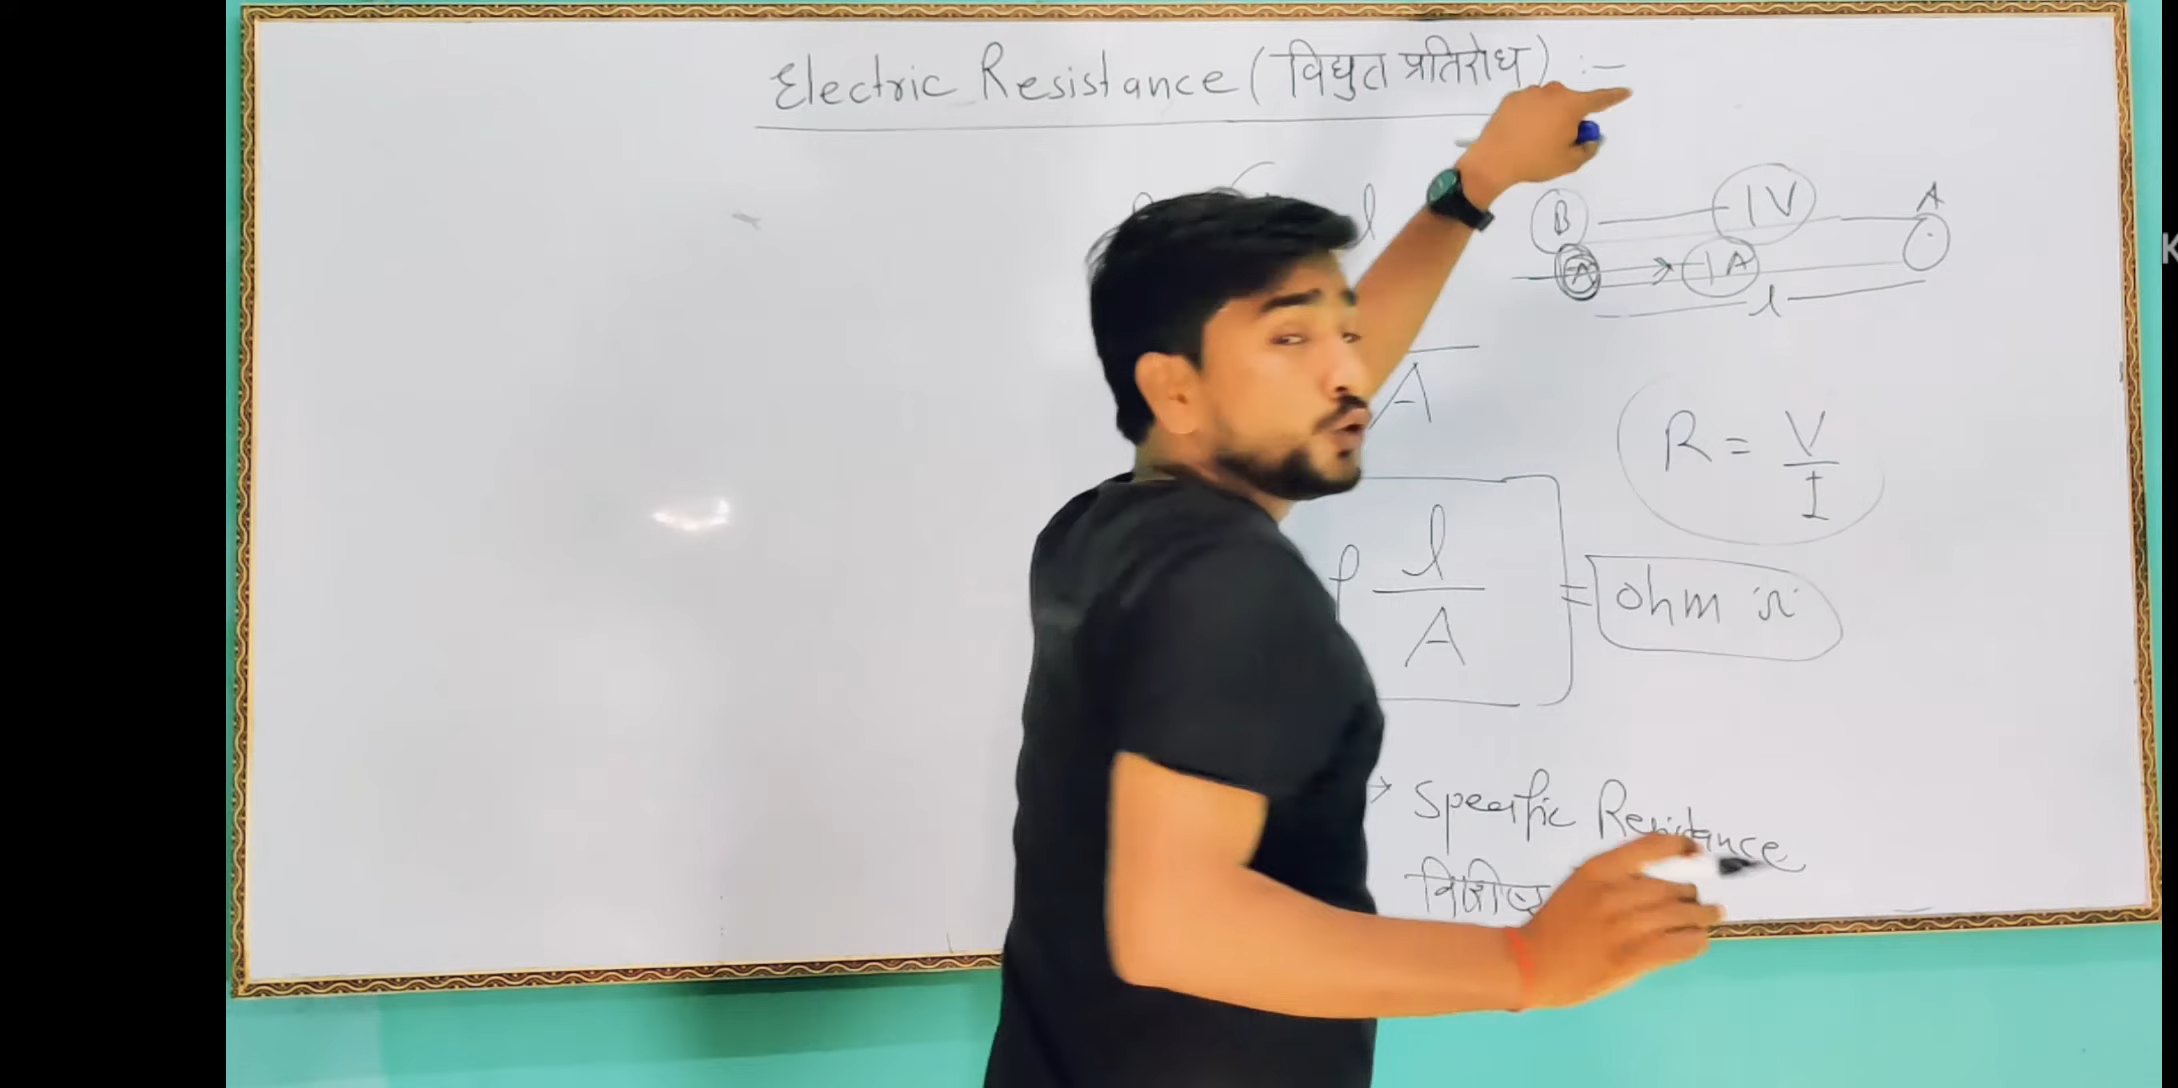 Electric Resistance (विद्युत प्रतिरोध) :-
l
B 1V A
A 1A
l
A
R = V
I
ρ l
A
= ohm Ω
→ Specific Resistance